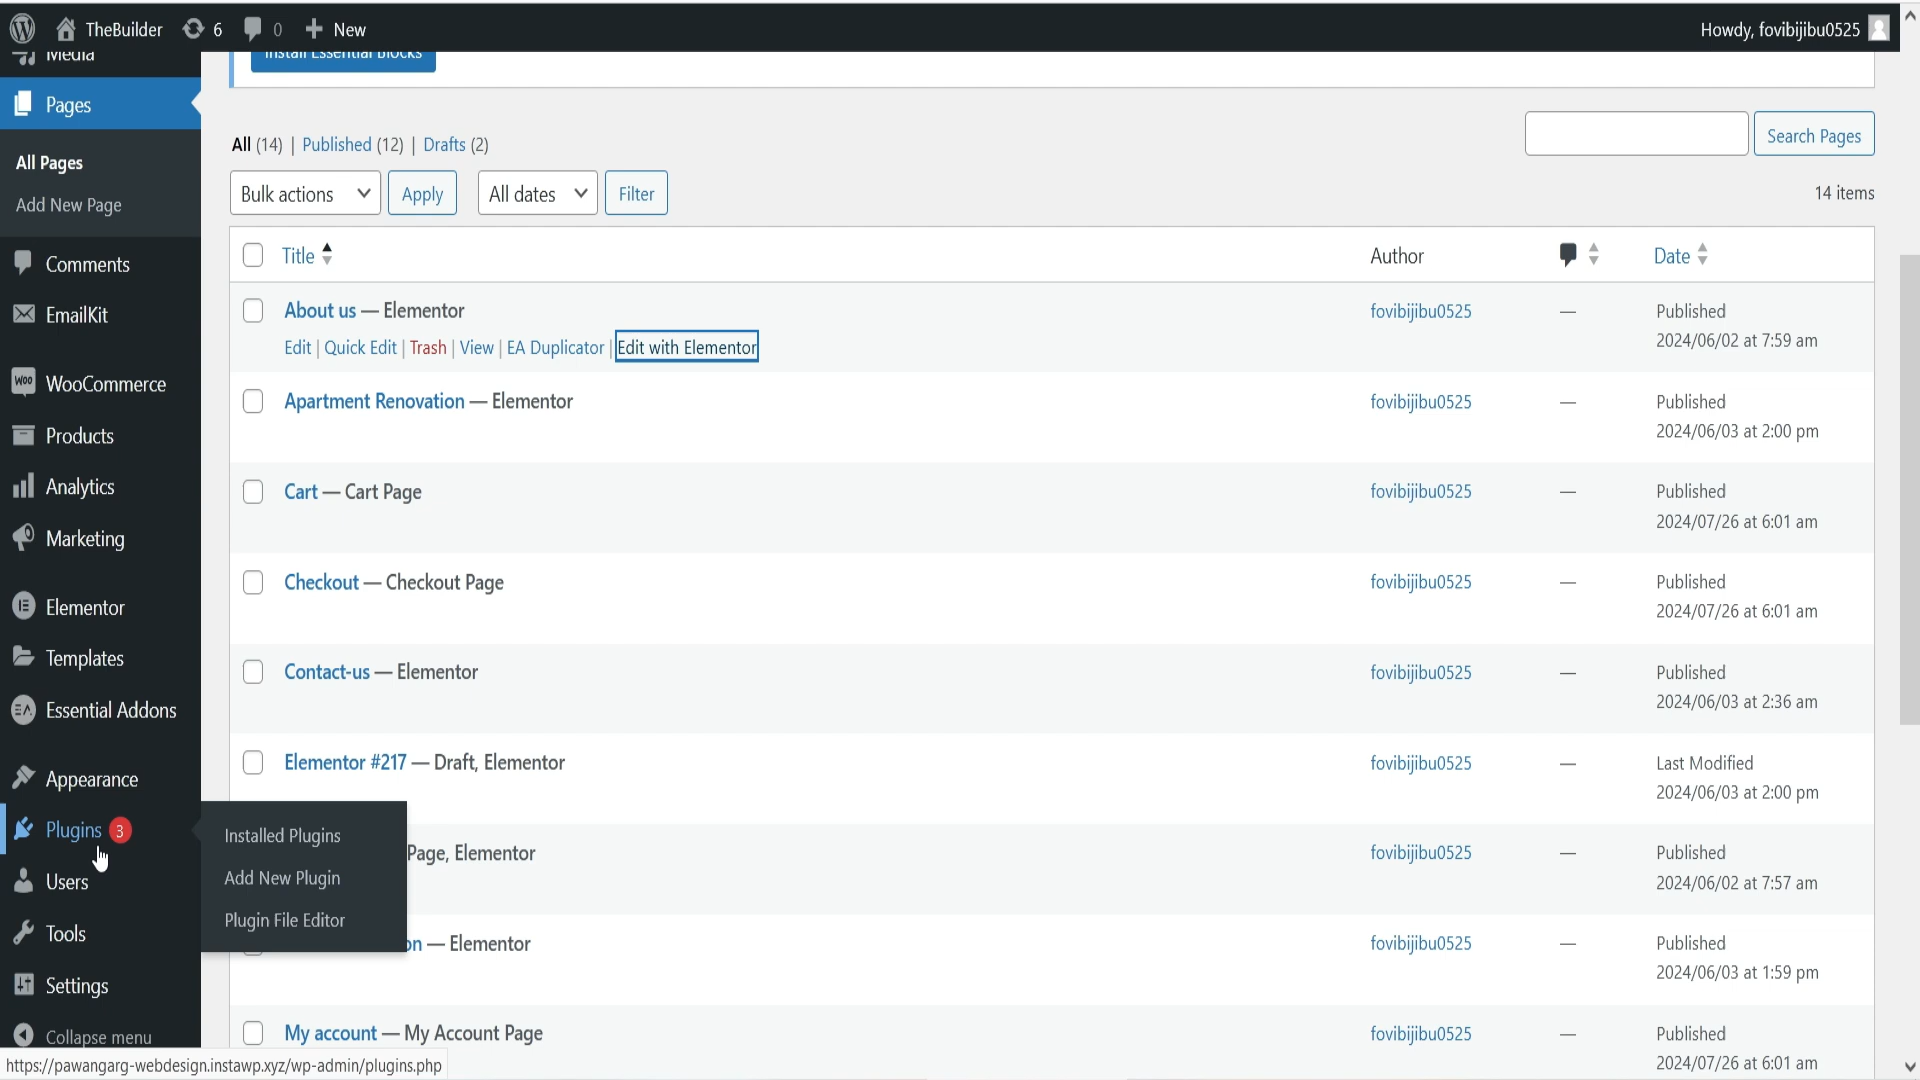 TheBuilder 6 0 New
Howdy, fovibijibu0525
Media
Pages
All Pages
Add New Page
Comments
EmailKit
WooCommerce
Products
Analytics
Marketing
Elementor
Templates
Essential Addons
Appearance
Plugins 3
Users
Tools
Settings
Collapse menu
Installed Plugins
Add New Plugin
Plugin File Editor
Install Essential Blocks
All (14) | Published (12) | Drafts (2)
Search Pages
Bulk actions Apply All dates Filter
14 items
Title Author Date
About us — Elementor fovibijibu0525 — Published
2024/06/02 at 7:59 am
Edit | Quick Edit | Trash | View | EA Duplicator | Edit with Elementor
Apartment Renovation — Elementor fovibijibu0525 — Published
2024/06/03 at 2:00 pm
Cart — Cart Page fovibijibu0525 — Published
2024/07/26 at 6:01 am
Checkout — Checkout Page fovibijibu0525 — Published
2024/07/26 at 6:01 am
Contact-us — Elementor fovibijibu0525 — Published
2024/06/03 at 2:36 am
Elementor #217 — Draft, Elementor fovibijibu0525 — Last Modified
2024/06/03 at 2:00 pm
Page, Elementor fovibijibu0525 — Published
2024/06/02 at 7:57 am
on — Elementor fovibijibu0525 — Published
2024/06/03 at 1:59 pm
My account — My Account Page fovibijibu0525 — Published
2024/07/26 at 6:01 am
https://pawangarg-webdesign.instawp.xyz/wp-admin/plugins.php